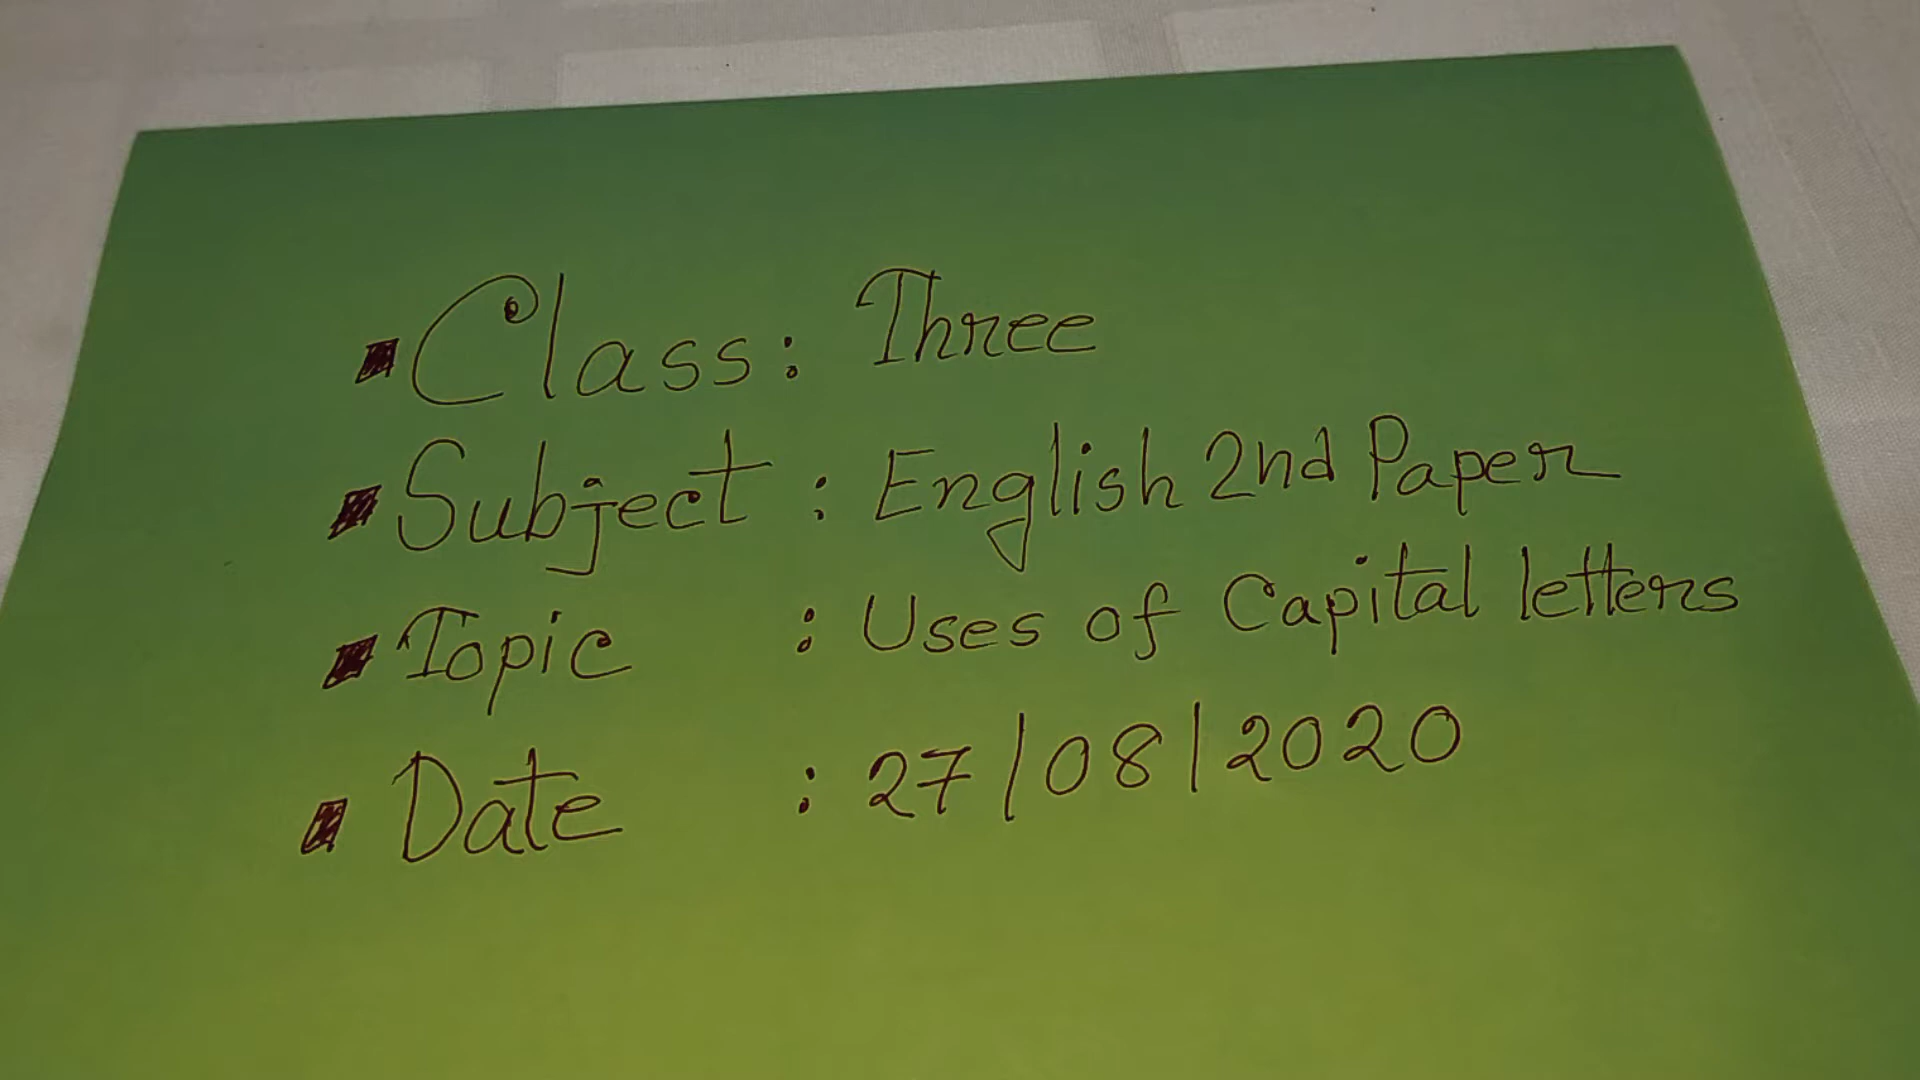 ▪ Class: Three
▪ Subject : English 2nd Paper
▪ Topic : Uses of Capital letters
▪ Date : 27/08/2020